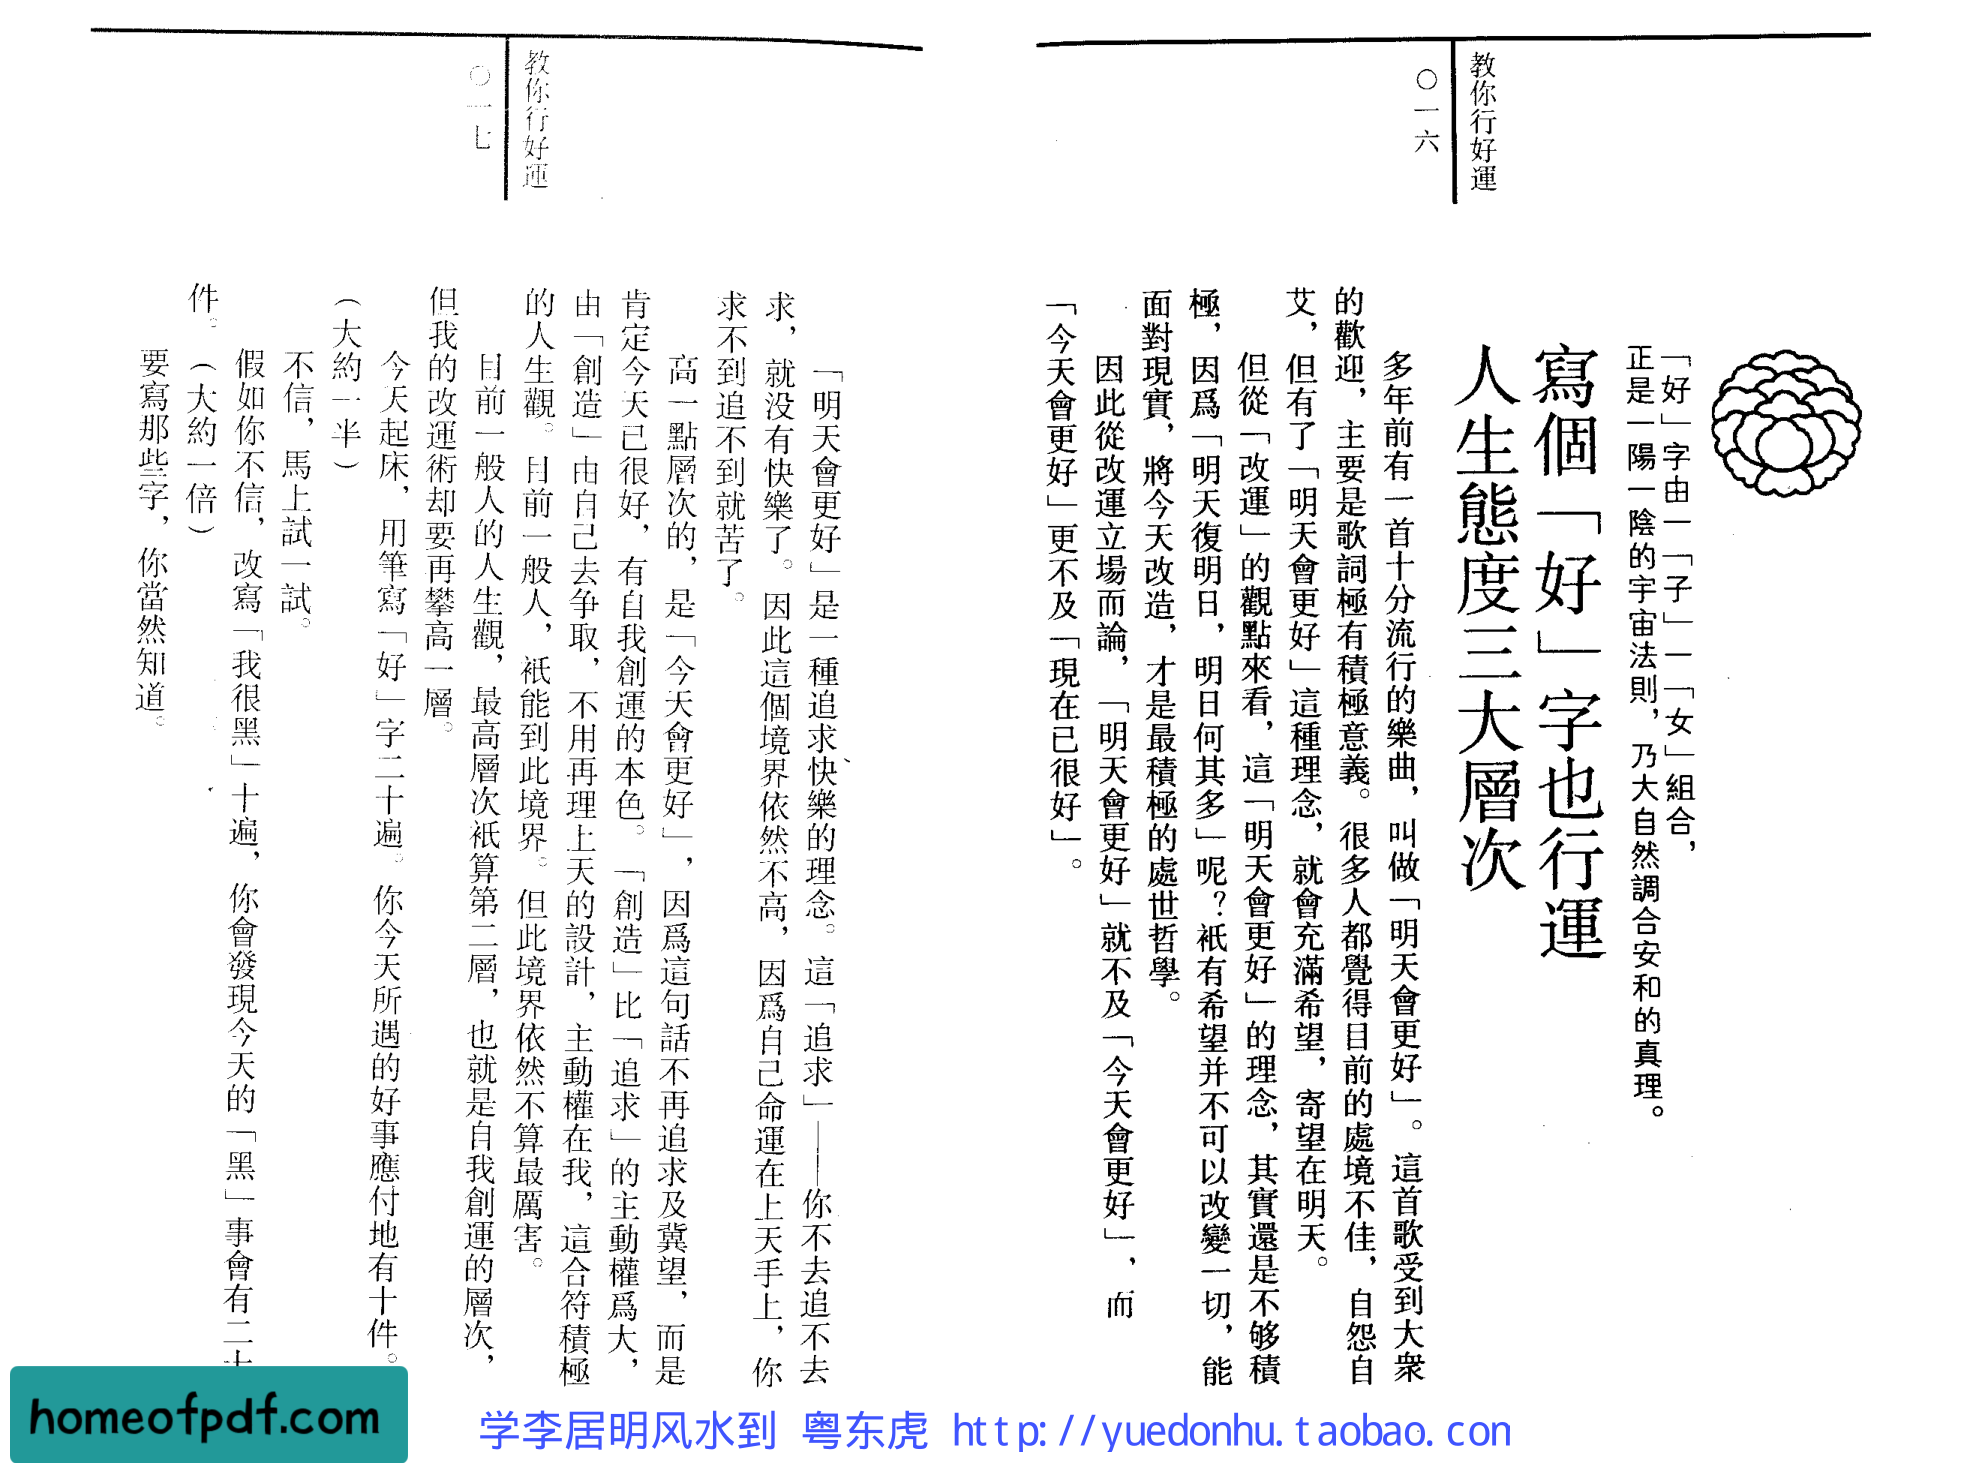 教你行好運
〇一六
「好」字由一「子」一「女」組合，
正是一陽一陰的宇宙法則，乃大自然調合安和的真理。
寫個「好」字也行運
人生態度三大層次
多年前有一首十分流行的樂曲，叫做「明天會更好」。這首歌受到大衆
的歡迎，主要是歌詞極有積極意義。很多人都覺得目前的處境不佳，自怨自
艾，但有了「明天會更好」這種理念，就會充滿希望，寄望在明天。
但從「改運」的觀點來看，這「明天會更好」的理念，其實還是不够積
極，因爲「明天復明日，明日何其多」呢？衹有希望并不可以改變一切，能
面對現實，將今天改造，才是最積極的處世哲學。
因此從改運立場而論，「明天會更好」就不及「今天會更好」，而
「今天會更好」更不及「現在已很好」。
教你行好運
〇一七
「明天會更好」是一種追求快樂的理念。這「追求」——你不去追不去
求，就没有快樂了。因此這個境界依然不高，因爲自己命運在上天手上，你
求不到追不到就苦了。
高一點層次的，是「今天會更好」，因爲這句話不再追求及冀望，而是
肯定今天已很好，有自我創運的本色。「創造」比「追求」的主動權爲大，
由「創造」由自己去争取，不用再理上天的設計，主動權在我，這合符積極
的人生觀。目前一般人，衹能到此境界。但此境界依然不算最厲害。
目前一般人的人生觀，最高層次衹算第二層，也就是自我創運的層次，
但我的改運術却要再攀高一層。
今天起床，用筆寫「好」字二十遍。你今天所遇的好事應付地有十件。
（大約一半）
不信，馬上試一試。
假如你不信，改寫「我很黑」十遍，你會發現今天的「黑」事會有二十
件。（大約一倍）
要寫那些字，你當然知道。
homeofpdf.com
学李居明风水到 粤东虎 http://yuedonhu.taobao.con